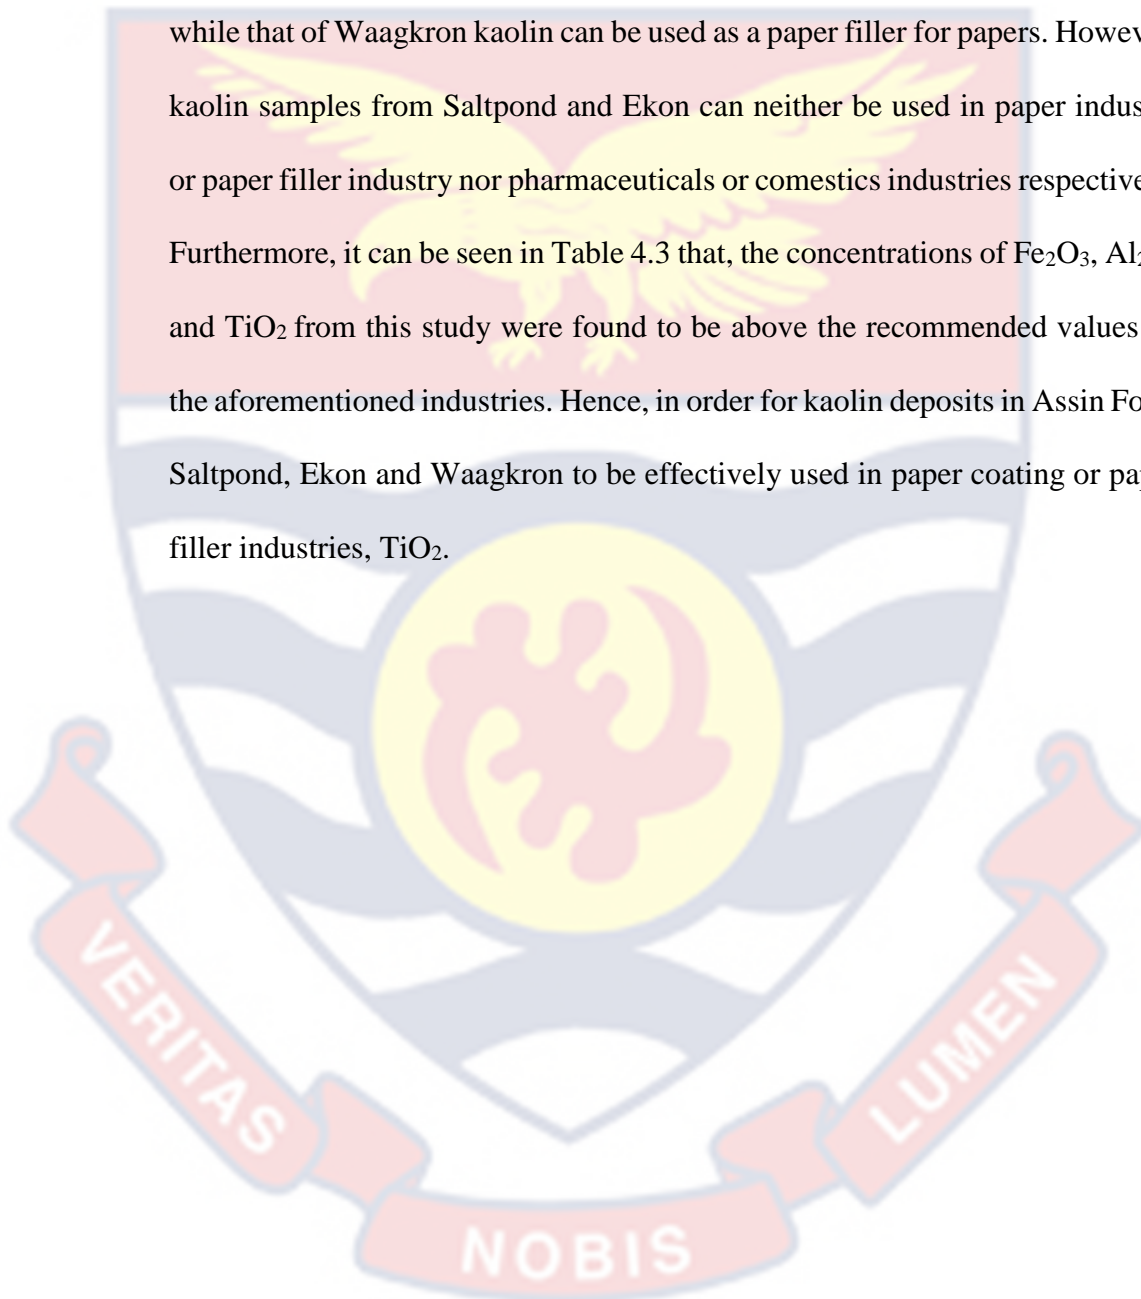 while that of Waagkron kaolin can be used as a paper filler for papers. Howev
kaolin samples from Saltpond and Ekon can neither be used in paper indus
or paper filler industry nor pharmaceuticals or comestics industries respective
Furthermore, it can be seen in Table 4.3 that, the concentrations of Fe₂O₃, Al₂
and TiO₂ from this study were found to be above the recommended values
the aforementioned industries. Hence, in order for kaolin deposits in Assin Fo
Saltpond, Ekon and Waagkron to be effectively used in paper coating or pap
filler industries, TiO₂.
VERITAS
NOBIS
LUMEN